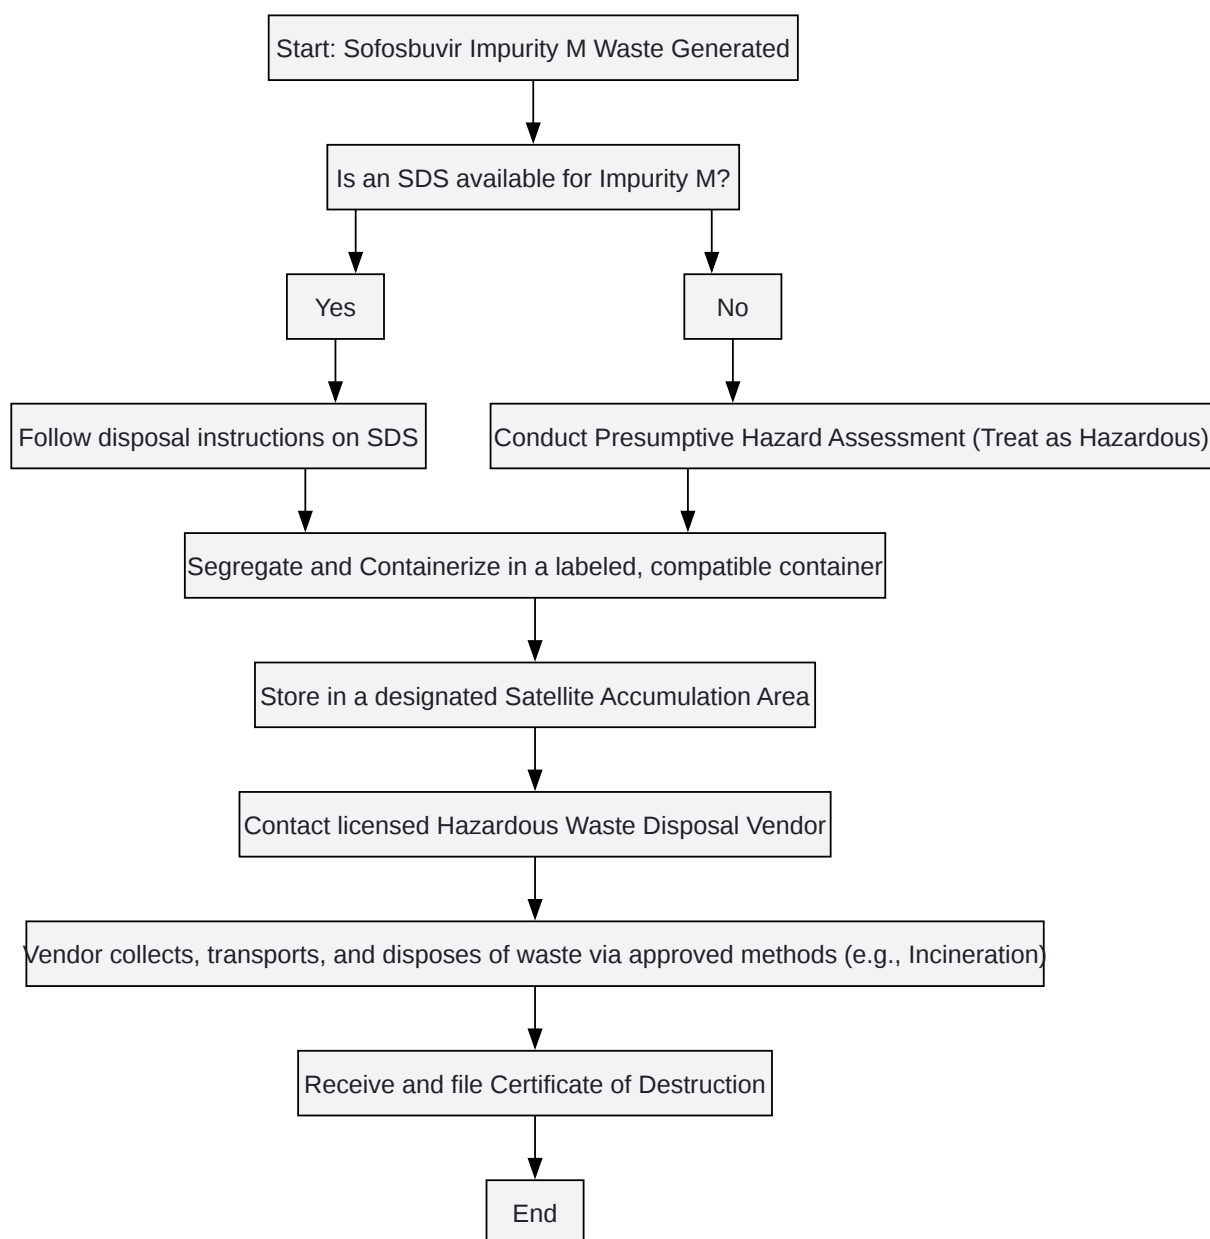 Start: Sofosbuvir Impurity M Waste Generated
Is an SDS available for Impurity M?
Yes
No
Follow disposal instructions on SDS
Conduct Presumptive Hazard Assessment (Treat as Hazardous)
Segregate and Containerize in a labeled, compatible container
Store in a designated Satellite Accumulation Area
Contact licensed Hazardous Waste Disposal Vendor
Vendor collects, transports, and disposes of waste via approved methods (e.g., Incineration)
Receive and file Certificate of Destruction
End